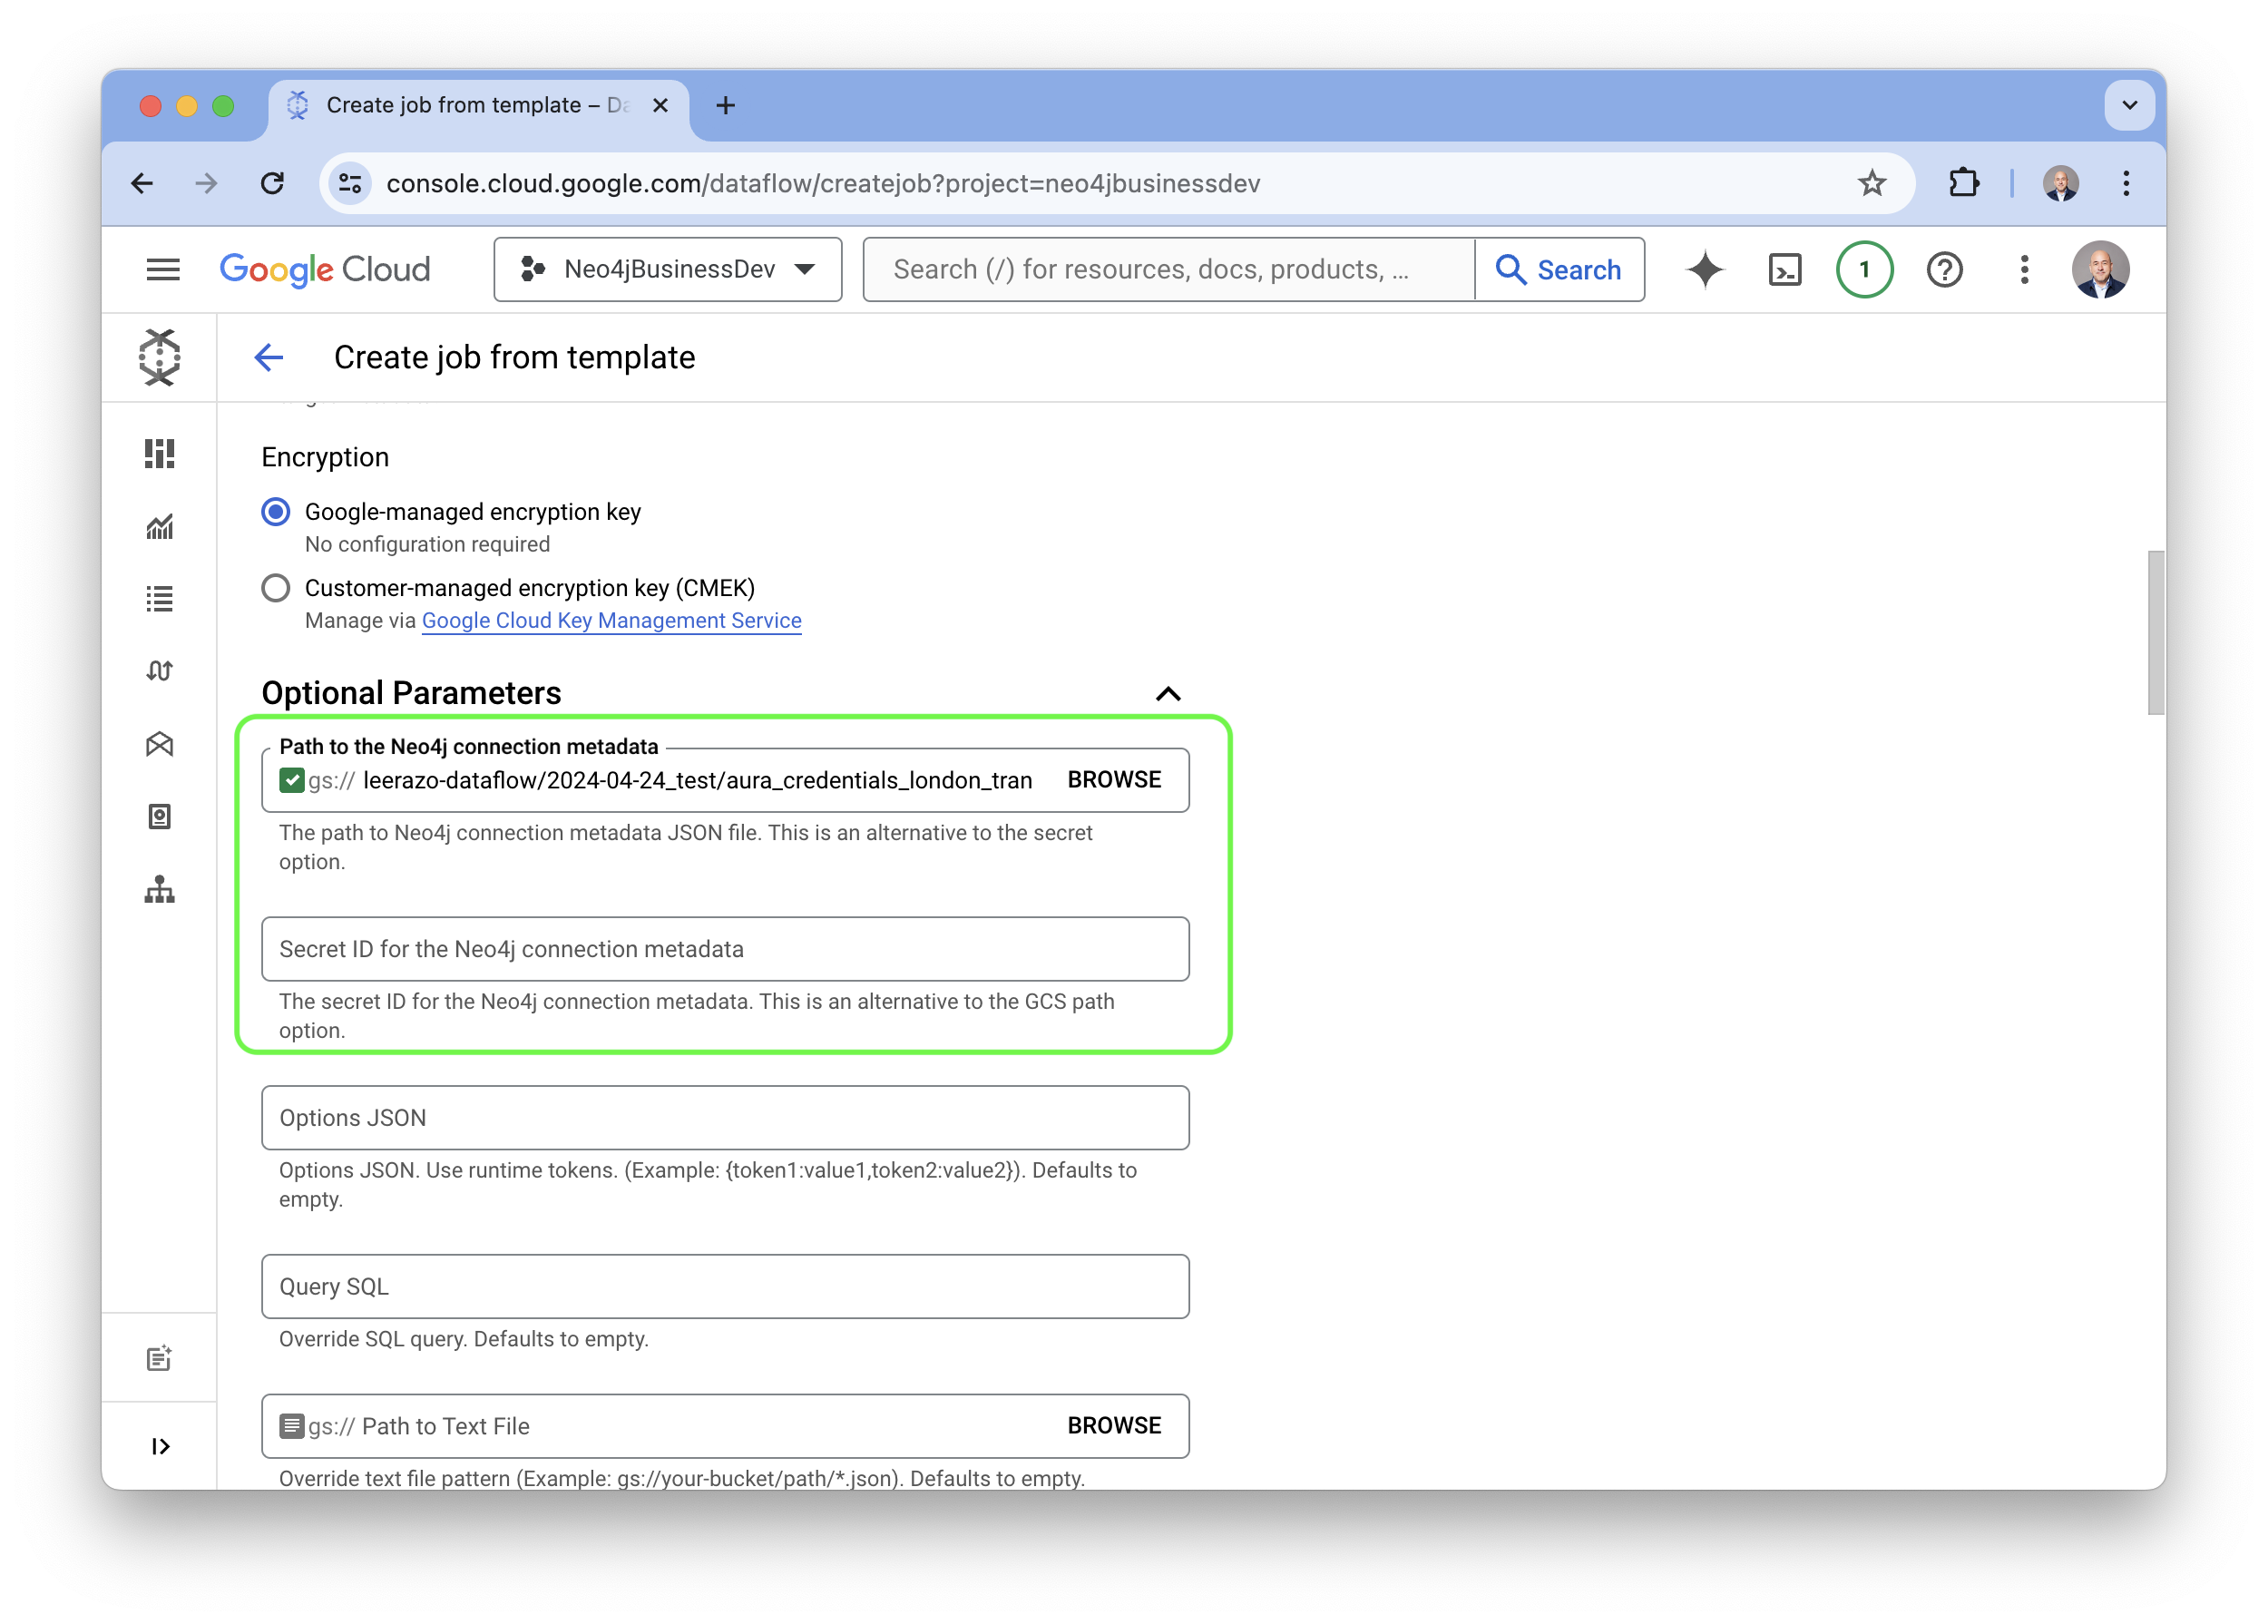 Create job from template – Da
console.cloud.google.com/dataflow/createjob?project=neo4jbusinessdev
Google Cloud
Neo4jBusinessDev
Search (/) for resources, docs, products, ...
Search
1
Create job from template
Encryption
Google-managed encryption key
No configuration required
Customer-managed encryption key (CMEK)
Manage via Google Cloud Key Management Service
Optional Parameters
Path to the Neo4j connection metadata
gs:// leerazo-dataflow/2024-04-24_test/aura_credentials_london_tran
BROWSE
The path to Neo4j connection metadata JSON file. This is an alternative to the secret
option.
Secret ID for the Neo4j connection metadata
The secret ID for the Neo4j connection metadata. This is an alternative to the GCS path
option.
Options JSON
Options JSON. Use runtime tokens. (Example: {token1:value1,token2:value2}). Defaults to
empty.
Query SQL
Override SQL query. Defaults to empty.
gs:// Path to Text File
BROWSE
Override text file pattern (Example: gs://your-bucket/path/*.json). Defaults to empty.